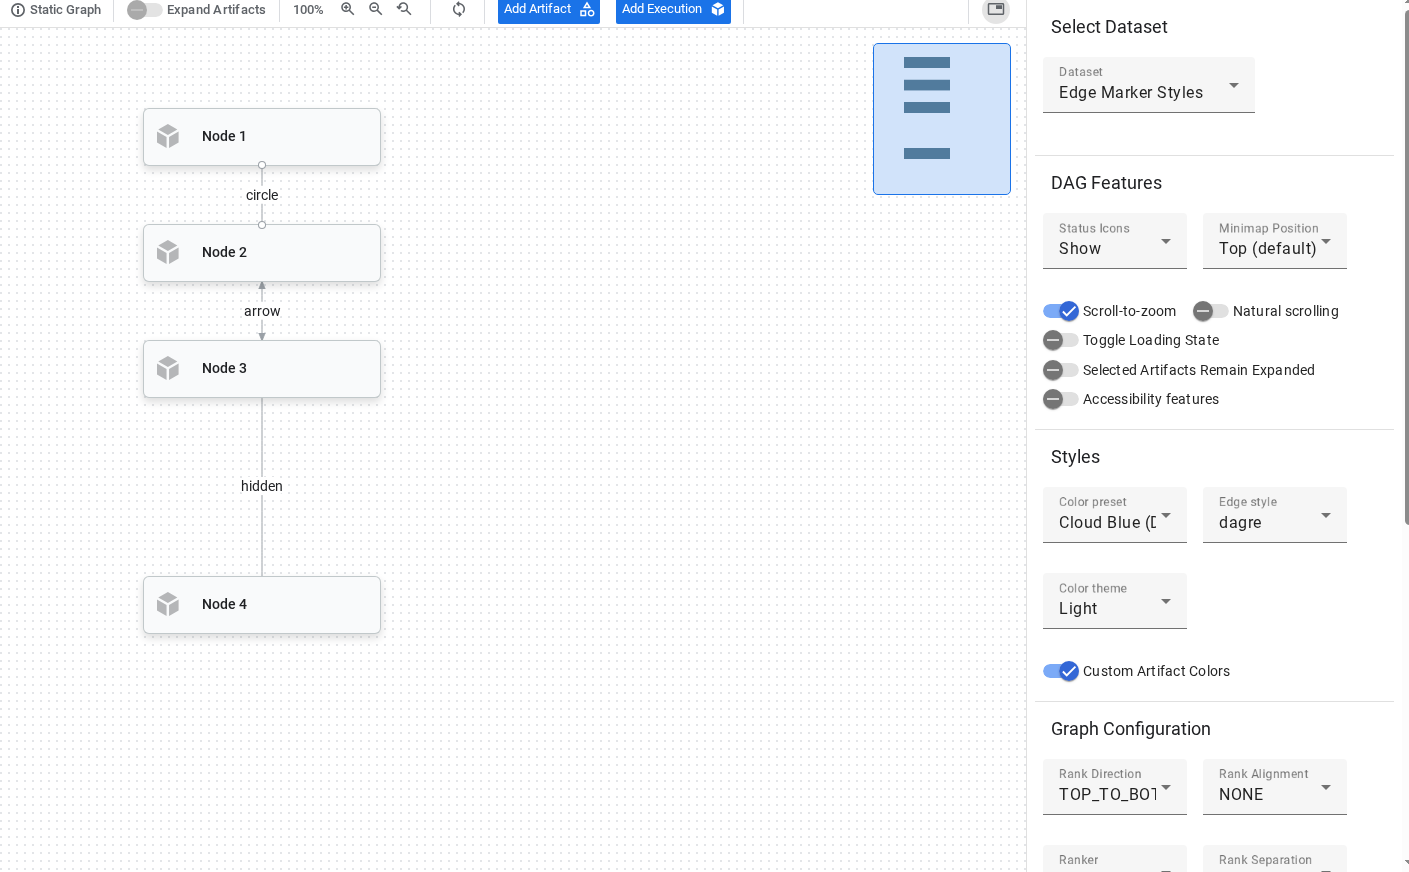 Static Graph
Expand Artifacts
100%
Add Artifact
Add Execution
Node 1
circle
Node 2
arrow
Node 3
hidden
Node 4
Select Dataset
Dataset
Edge Marker Styles
DAG Features
Status Icons
Show
Minimap Position
Top (default)
Scroll-to-zoom
Natural scrolling
Toggle Loading State
Selected Artifacts Remain Expanded
Accessibility features
Styles
Color preset
Cloud Blue (D
Edge style
dagre
Color theme
Light
Custom Artifact Colors
Graph Configuration
Rank Direction
TOP_TO_BOT
Rank Alignment
NONE
Ranker
Rank Separation